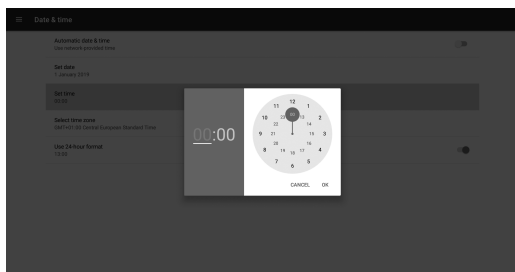 Date & time
Automatic date & time
Use network-provided time
Set date
1 January 2019
Set time
00:00
Select time zone
GMT+01:00 Central European Standard Time
Use 24-hour format
13:00
00:00
12
11 1
10 23 00 13 2
22 14
9 21 15 3
20 16
8 19 18 17 4
7 5
6
CANCEL OK